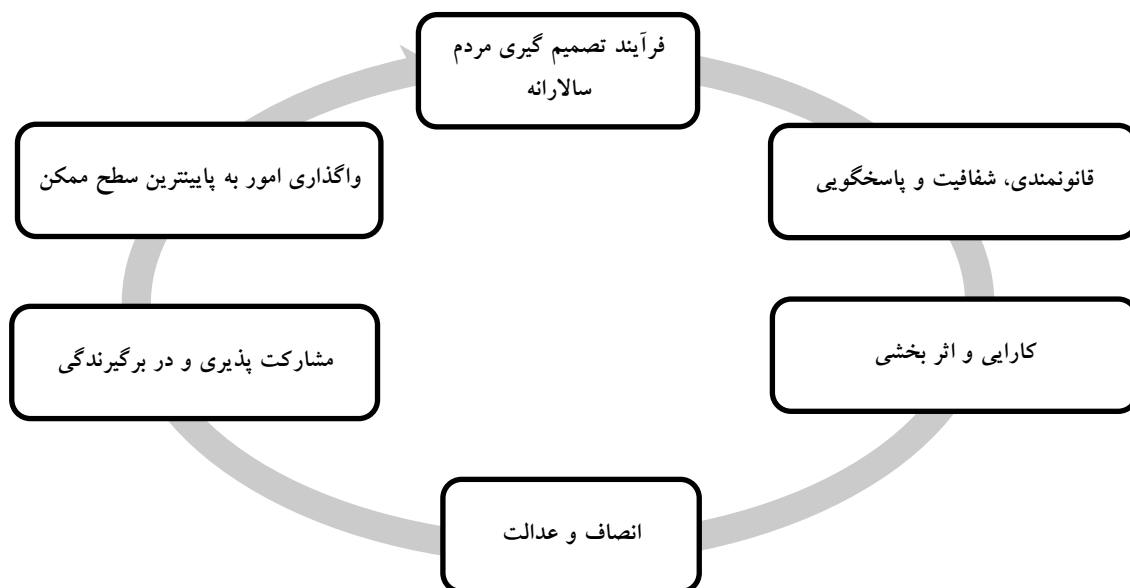 فرآیند تصمیم گیری مردم
سالارانه
قانونمندی، شفافیت و پاسخگویی
کارایی و اثر بخشی
انصاف و عدالت
مشارکت پذیری و در برگیرندگی
واگذاری امور به پایینترین سطح ممکن